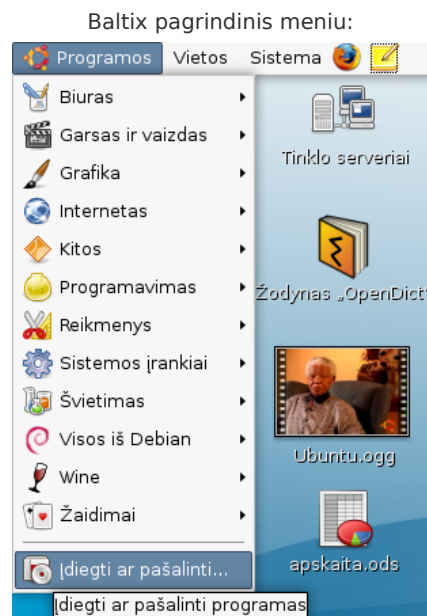 Baltix pagrindinis meniu:
Programos Vietos Sistema
Biuras
Garsas ir vaizdas
Grafika
Internetas
Kitos
Programavimas
Reikmenys
Sistemos įrankiai
Švietimas
Visos iš Debian
Wine
Žaidimai
Įdiegti ar pašalinti...
Įdiegti ar pašalinti programas
Tinklo serveriai
Žodynas „OpenDict“
Ubuntu.ogg
apskaita.ods